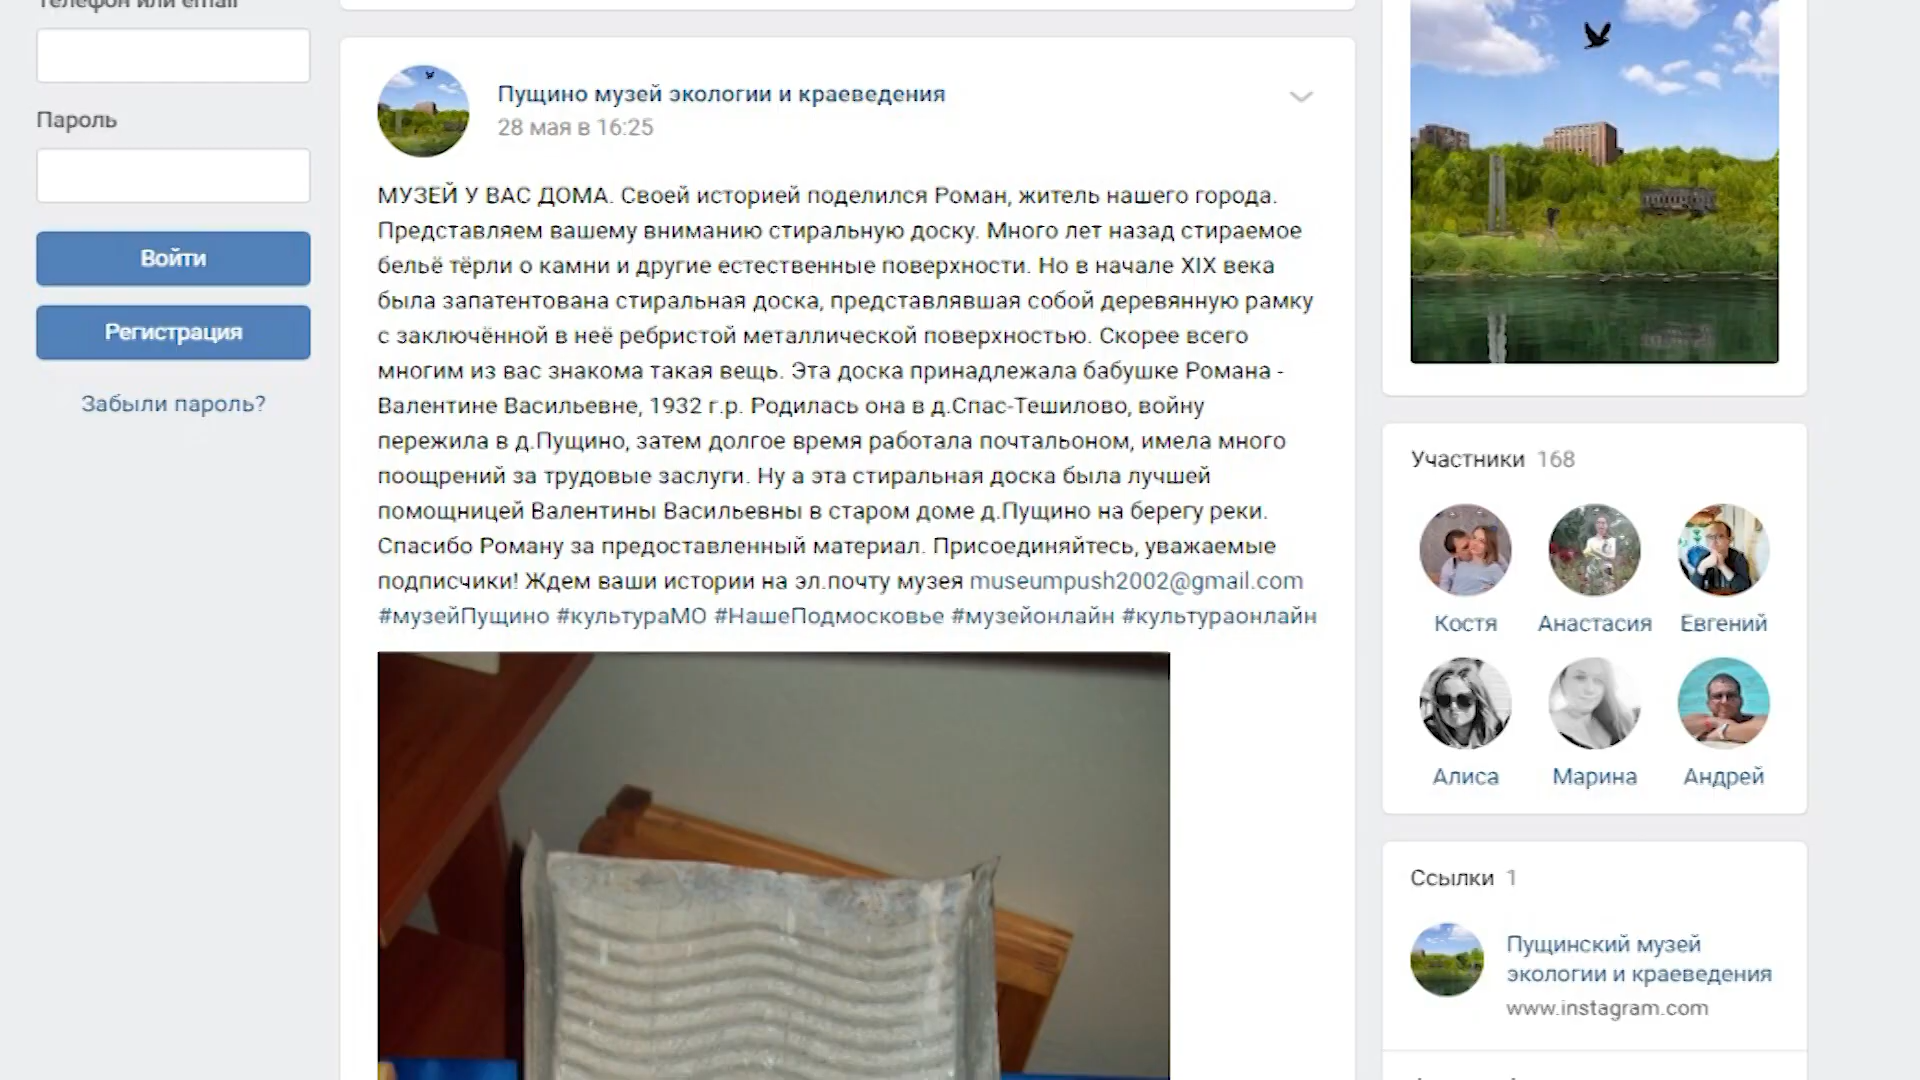 Телефон или email
Пароль
Войти
Регистрация
Забыли пароль?
Пущино музей экологии и краеведения
28 мая в 16:25
МУЗЕЙ У ВАС ДОМА. Своей историей поделился Роман, житель нашего города.
Представляем вашему вниманию стиральную доску. Много лет назад стираемое
бельё тёрли о камни и другие естественные поверхности. Но в начале XIX века
была запатентована стиральная доска, представлявшая собой деревянную рамку
с заключённой в неё ребристой металлической поверхностью. Скорее всего
многим из вас знакома такая вещь. Эта доска принадлежала бабушке Романа -
Валентине Васильевне, 1932 г.р. Родилась она в д.Спас-Тешилово, войну
пережила в д.Пущино, затем долгое время работала почтальоном, имела много
поощрений за трудовые заслуги. Ну а эта стиральная доска была лучшей
помощницей Валентины Васильевны в старом доме д.Пущино на берегу реки.
Спасибо Роману за предоставленный материал. Присоединяйтесь, уважаемые
подписчики! Ждем ваши истории на эл.почту музея museumpush2002@gmail.com
#музейПущино #культураМО #НашеПодмосковье #музейонлайн #культураонлайн
Участники 168
Костя Анастасия Евгений
Алиса Марина Андрей
Ссылки 1
Пущинский музей
экологии и краеведения
www.instagram.com